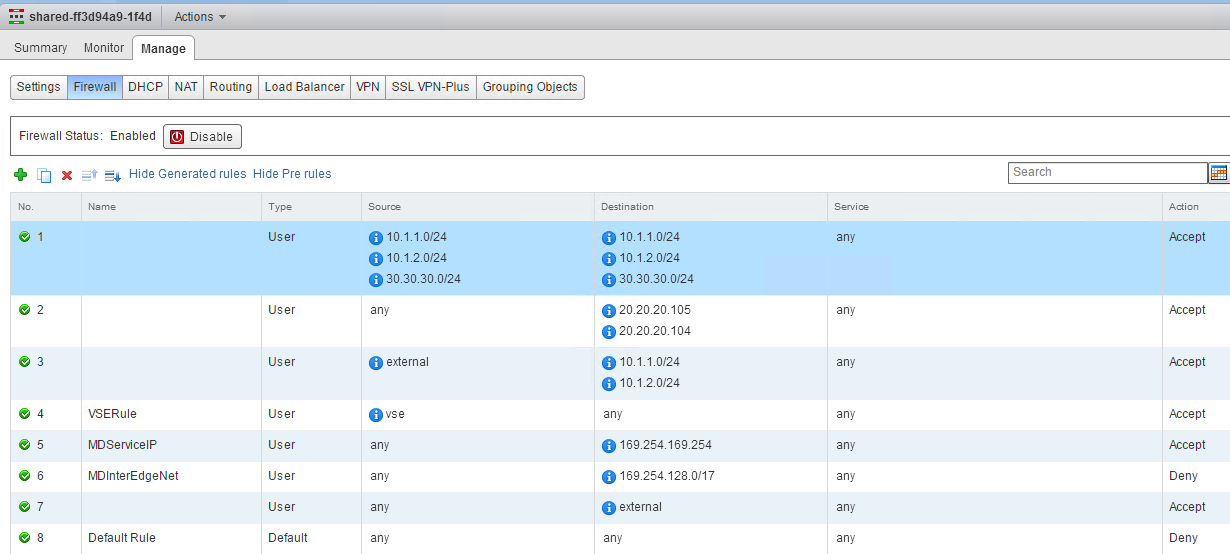 shared-ff3d94a9-1f4d Actions
Summary Monitor Manage
Settings Firewall DHCP NAT Routing Load Balancer VPN SSL VPN-Plus Grouping Objects
Firewall Status: Enabled Disable
Hide Generated rules Hide Pre rules Search
No. Name Type Source Destination Service Action
1 User 10.1.1.0/24 10.1.1.0/24 any Accept
10.1.2.0/24 10.1.2.0/24
30.30.30.0/24 30.30.30.0/24
2 User any 20.20.20.105 any Accept
20.20.20.104
3 User external 10.1.1.0/24 any Accept
10.1.2.0/24
4 VSERule User vse any any Accept
5 MDServiceIP User any 169.254.169.254 any Accept
6 MDInterEdgeNet User any 169.254.128.0/17 any Deny
7 User any external any Accept
8 Default Rule Default any any any Deny